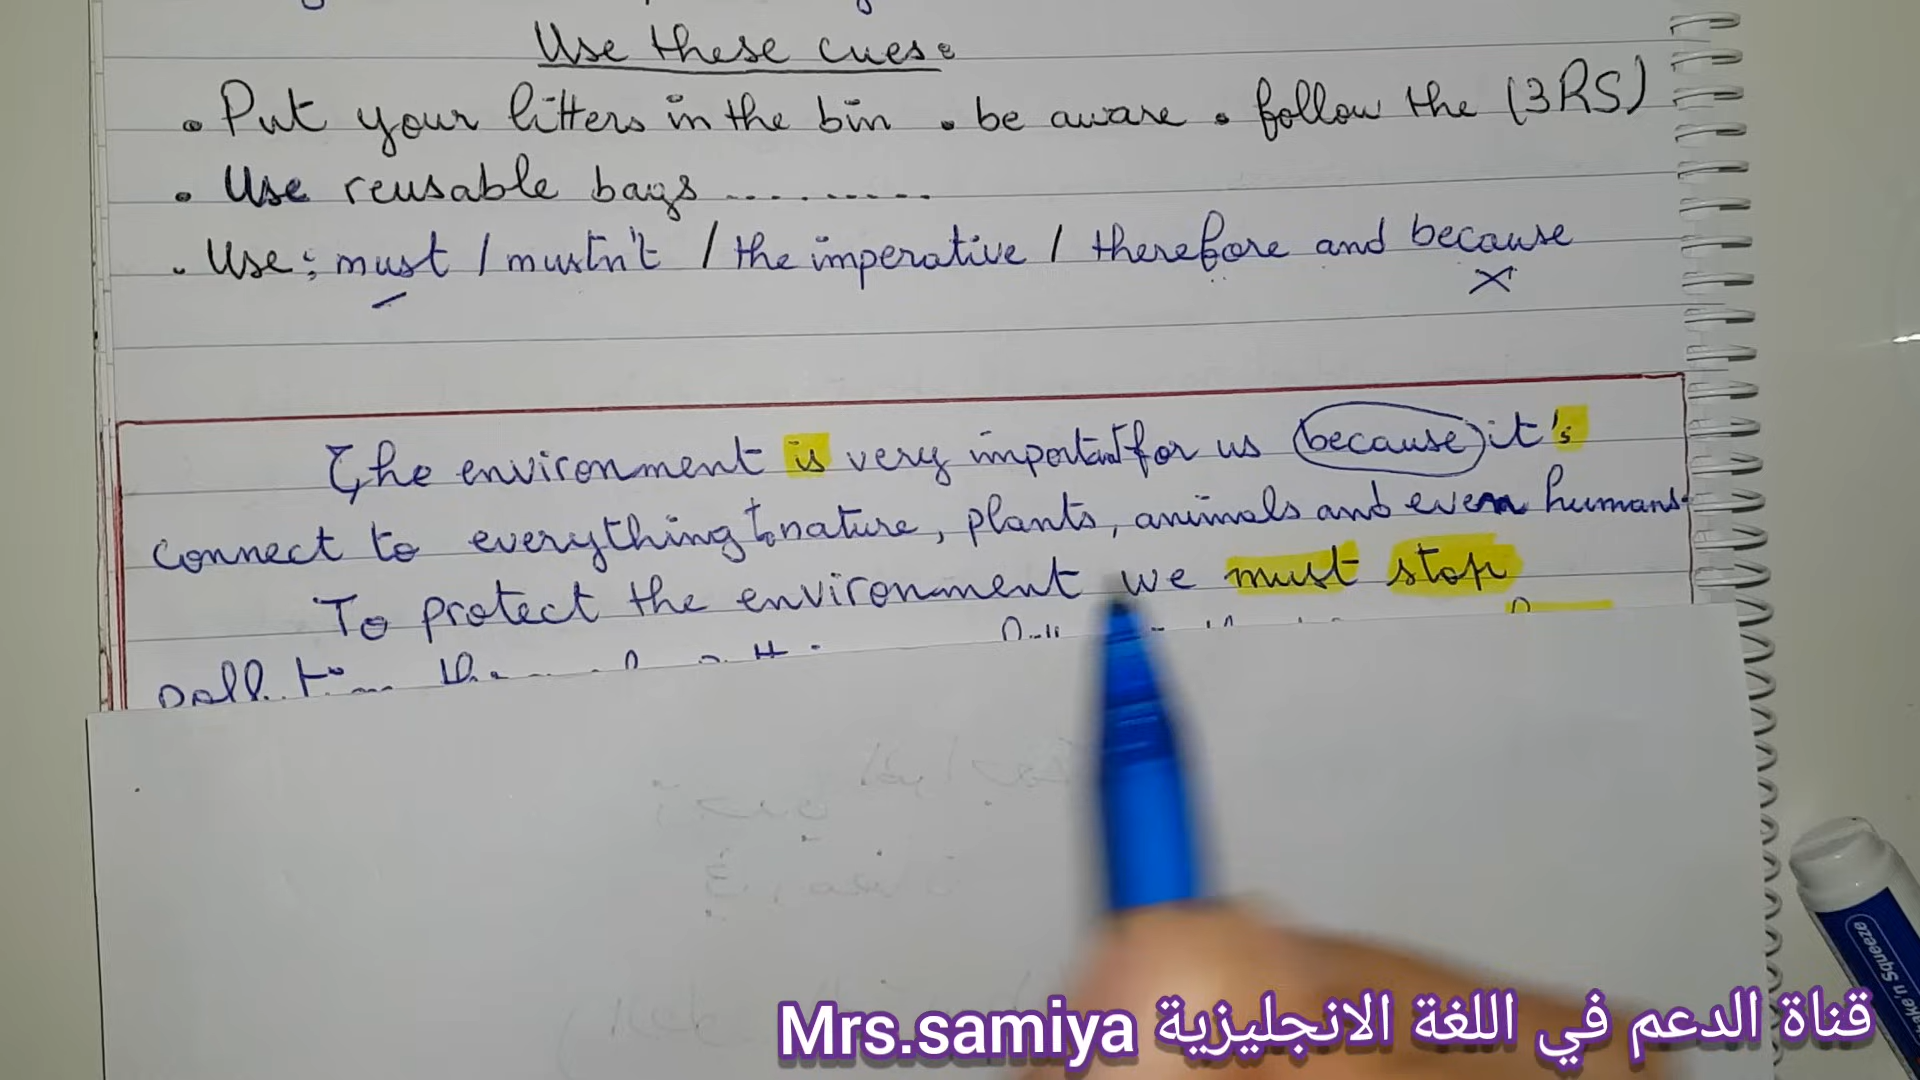 Use these cues:
• Put your litters in the bin • be aware • follow the (3RS)
• Use reusable bags .........
• Use: must / mustn't / the imperative / therefore and because
The environment is very important for us because it's
connect to everything to nature, plants, animals and even humans.
To protect the environment we must stop
Make'n Squeeze
Mrs.samiya قناة الدعم في اللغة الانجليزية